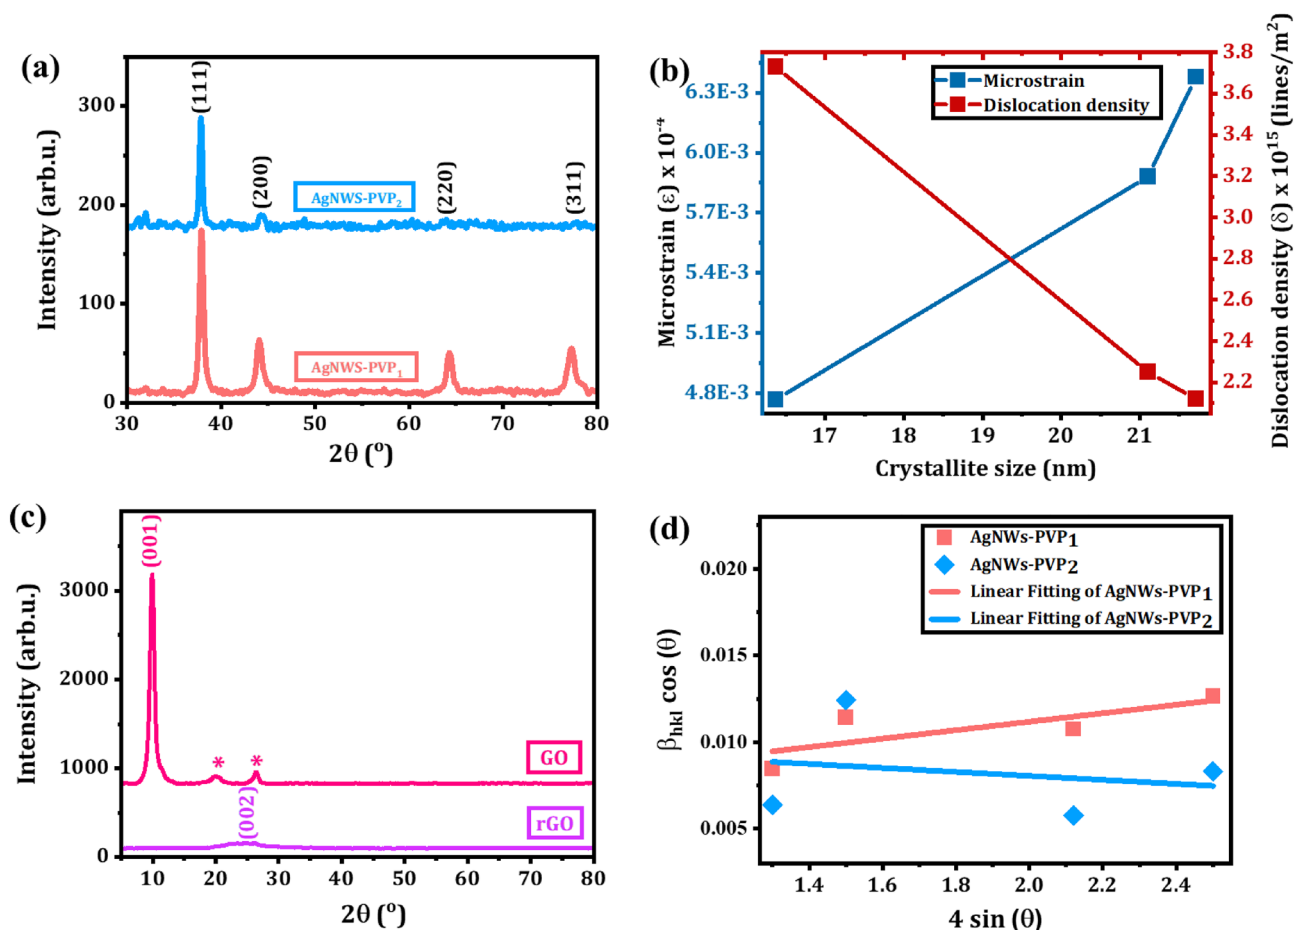 (a)
Intensity (arb.u.)
300
200
100
0
(111)
(200)
(220)
(311)
AgNWS-PVP₂
AgNWS-PVP₁
30 40 50 60 70 80
2θ (°)
(b)
Microstrain (ε) x 10⁻⁴
6.3E-3
6.0E-3
5.7E-3
5.4E-3
5.1E-3
4.8E-3
Microstrain
Dislocation density
3.8
3.6
3.4
3.2
3.0
2.8
2.6
2.4
2.2
Dislocation density (δ) x 10¹⁵ (lines/m²)
17 18 19 20 21
Crystallite size (nm)
(c)
Intensity (arb.u.)
3000
2000
1000
0
(001)
* *
(002)
GO
rGO
10 20 30 40 50 60 70 80
2θ (°)
(d)
βhkl cos (θ)
0.020
0.015
0.010
0.005
AgNWs-PVP1
AgNWs-PVP2
Linear Fitting of AgNWs-PVP1
Linear Fitting of AgNWs-PVP2
1.4 1.6 1.8 2.0 2.2 2.4
4 sin (θ)